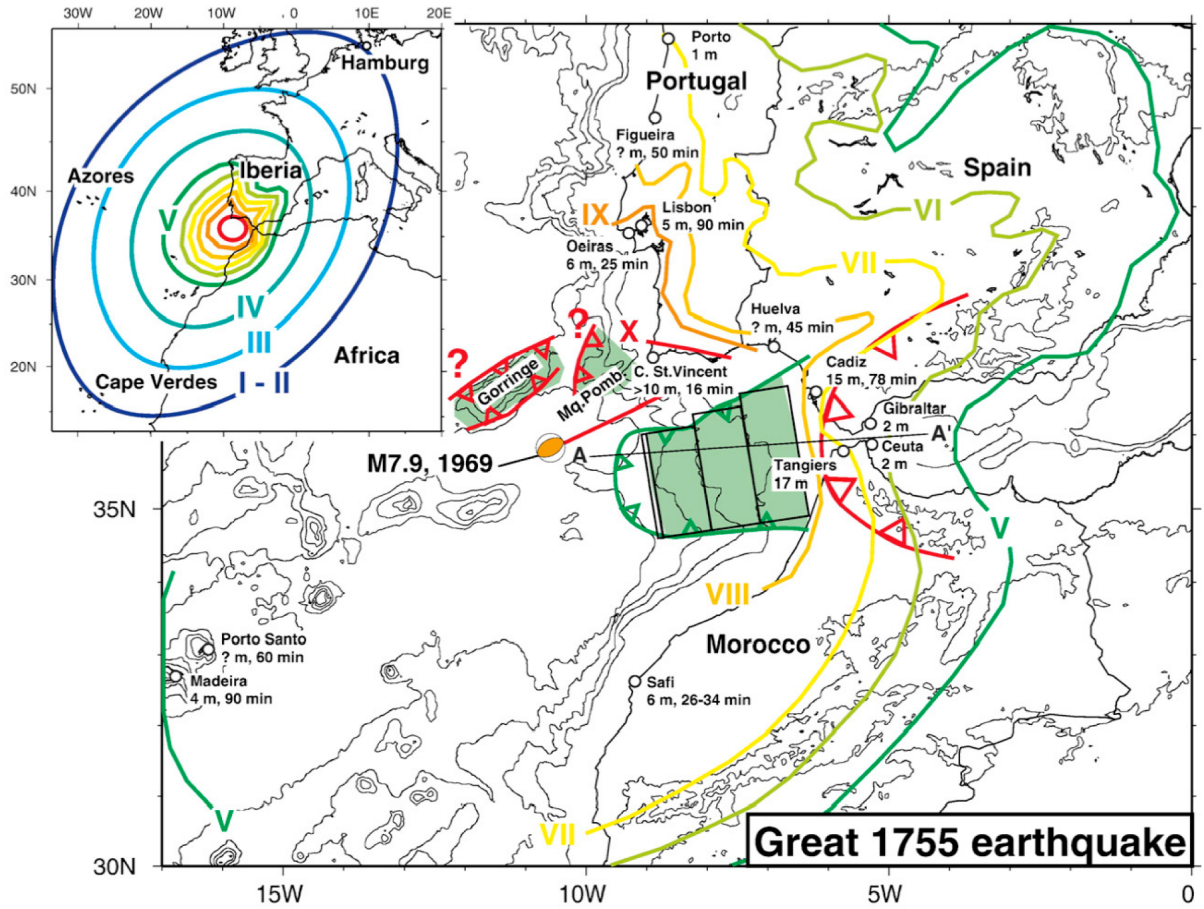 30W 20W 10W 0 10E 20E
50N
40N
30N
20N
Hamburg
Azores
Iberia
V
IV
III
Africa
Cape Verdes
I - II
Porto
1 m
Portugal
Figueira
? m, 50 min
Spain
IX
Lisbon
5 m, 90 min
Oeiras
6 m, 25 min
VI
VII
Huelva
? m, 45 min
?
?
X
Gorringe
Mq.Pomb.
C. St.Vincent
>10 m, 16 min
Cadiz
15 m, 78 min
Gibraltar
2 m
Ceuta
2 m
M7.9, 1969
A
A'
Tangiers
17 m
35N
V
VIII
Morocco
Porto Santo
? m, 60 min
Madeira
4 m, 90 min
Safi
6 m, 26-34 min
V
VII
Great 1755 earthquake
30N
15W 10W 5W 0